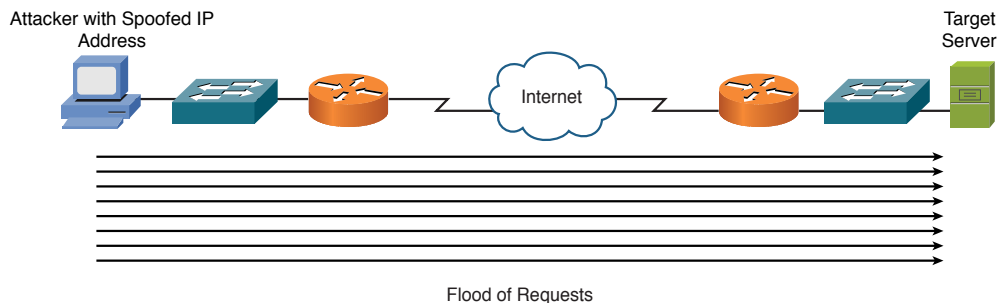 Attacker with Spoofed IP
Address
Target
Server
Internet
Flood of Requests